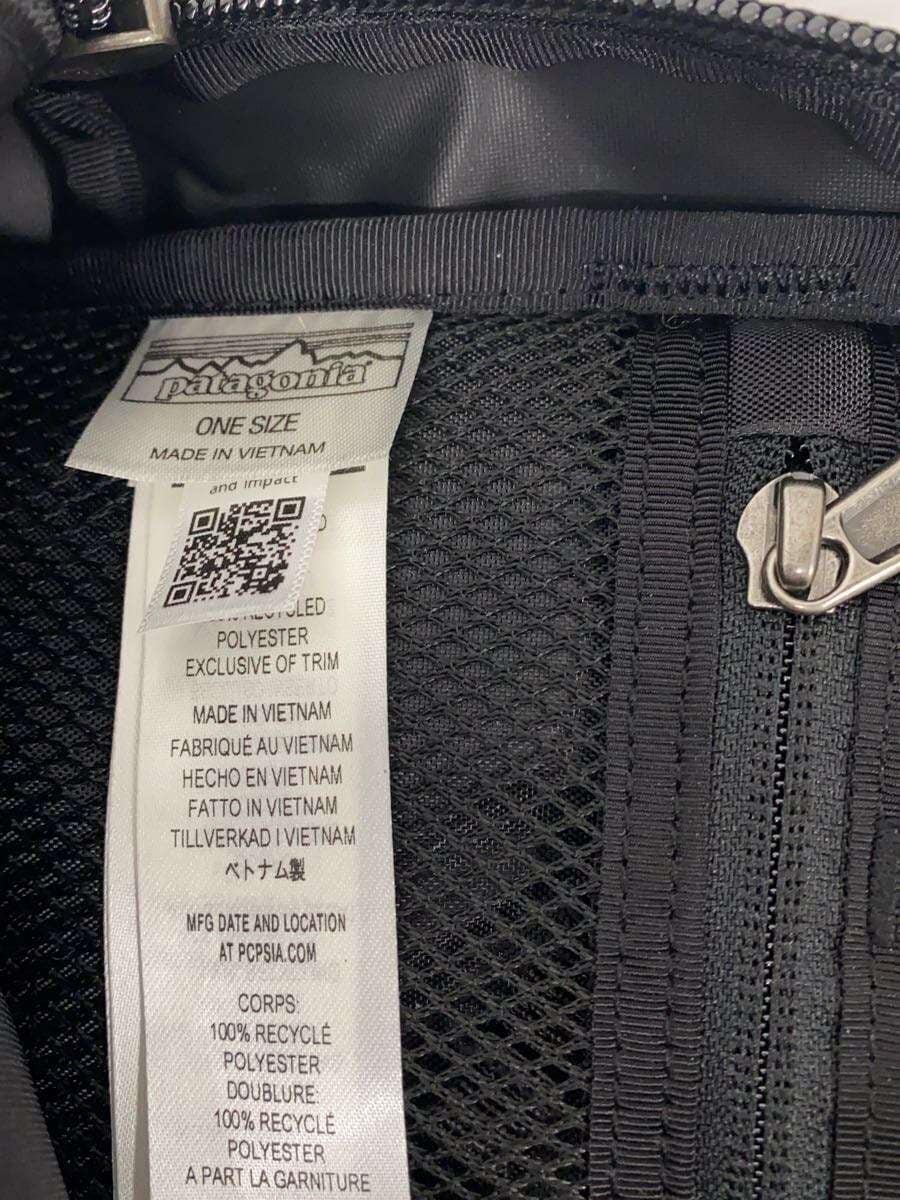 patagonia
ONE SIZE
MADE IN VIETNAM
and impact
POLYESTER
EXCLUSIVE OF TRIM
MADE IN VIETNAM
FABRIQUÉ AU VIETNAM
HECHO EN VIETNAM
FATTO IN VIETNAM
TILLVERKAD I VIETNAM
ベトナム製
MFG DATE AND LOCATION
AT PCPSIA.COM
CORPS:
100% RECYCLÉ
POLYESTER
DOUBLURE:
100% RECYCLÉ
POLYESTER
A PART LA GARNITURE